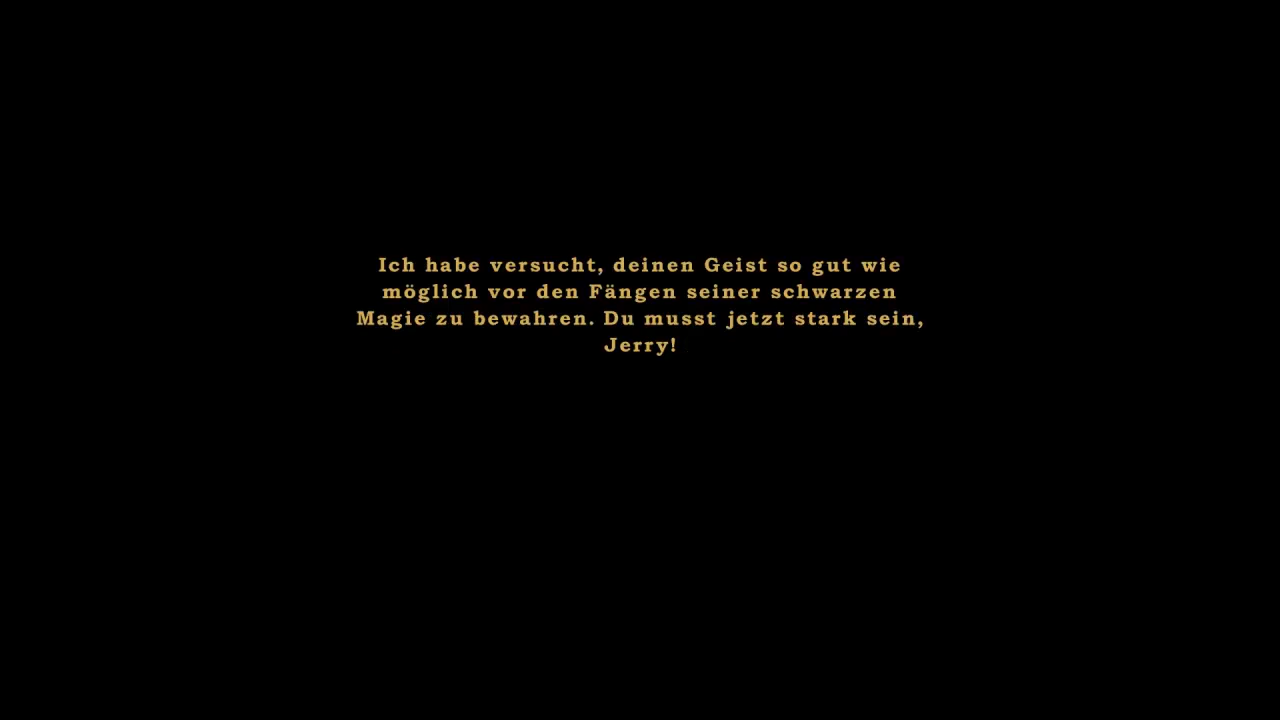 Ich habe versucht, deinen Geist so gut wie
möglich vor den Fängen seiner schwarzen
Magie zu bewahren. Du musst jetzt stark sein,
Jerry!